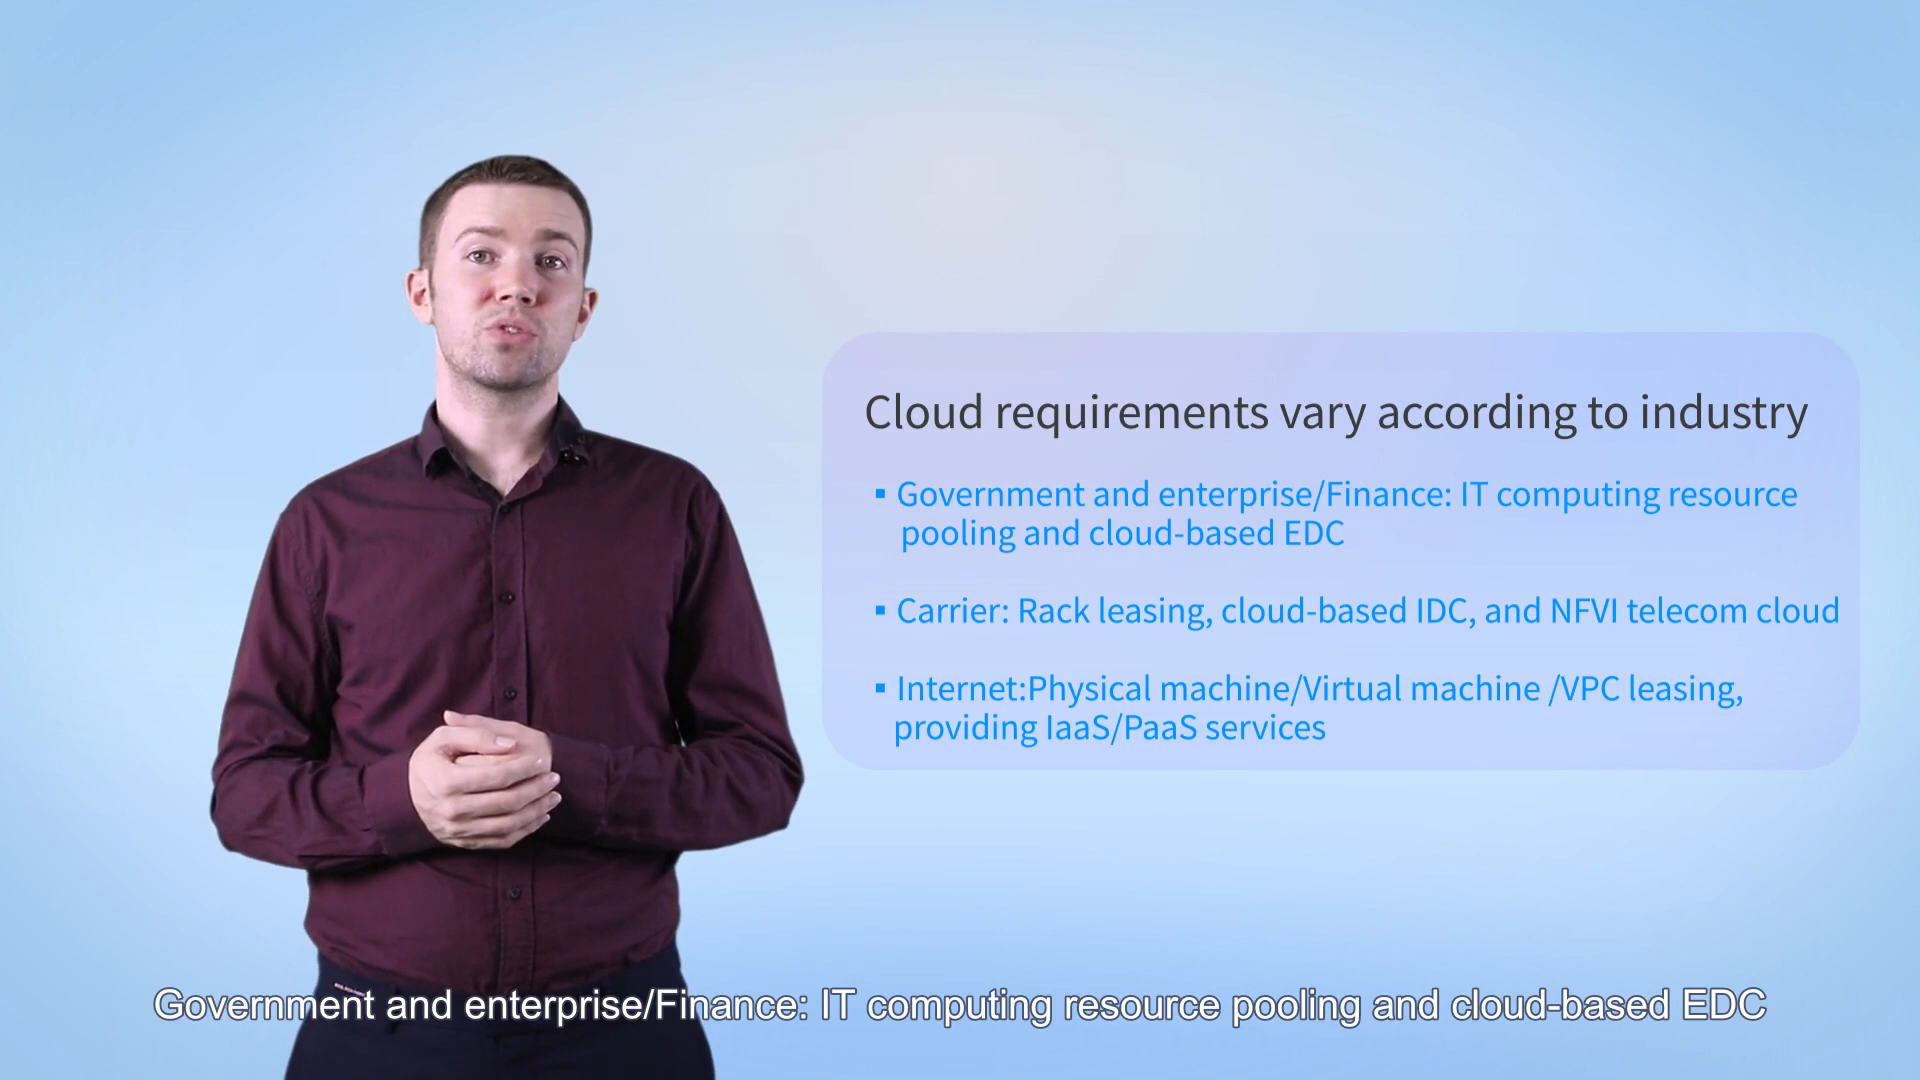 Cloud requirements vary according to industry
▪ Government and enterprise/Finance: IT computing resource
pooling and cloud-based EDC
▪ Carrier: Rack leasing, cloud-based IDC, and NFVI telecom cloud
▪ Internet:Physical machine/Virtual machine /VPC leasing,
providing IaaS/PaaS services
Government and enterprise/Finance: IT computing resource pooling and cloud-based EDC